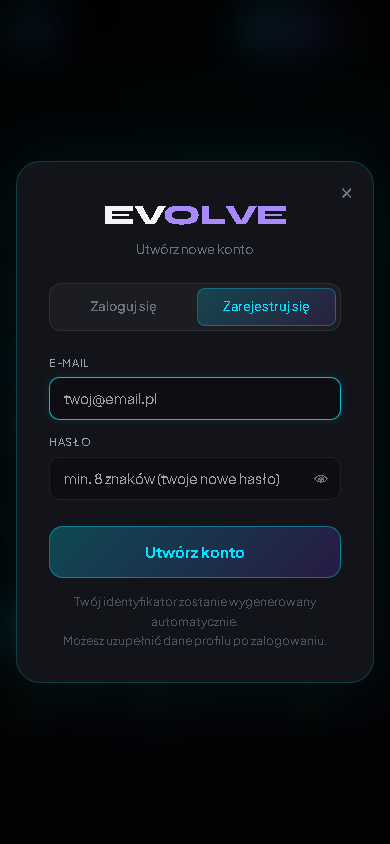 EVOLVE
Utwórz nowe konto
Zaloguj się
Zarejestruj się
E-MAIL
twoj@email.pl
HASŁO
min. 8 znaków (twoje nowe hasło)
Utwórz konto
Twój identyfikator zostanie wygenerowany
automatycznie.
Możesz uzupełnić dane profilu po zalogowaniu.